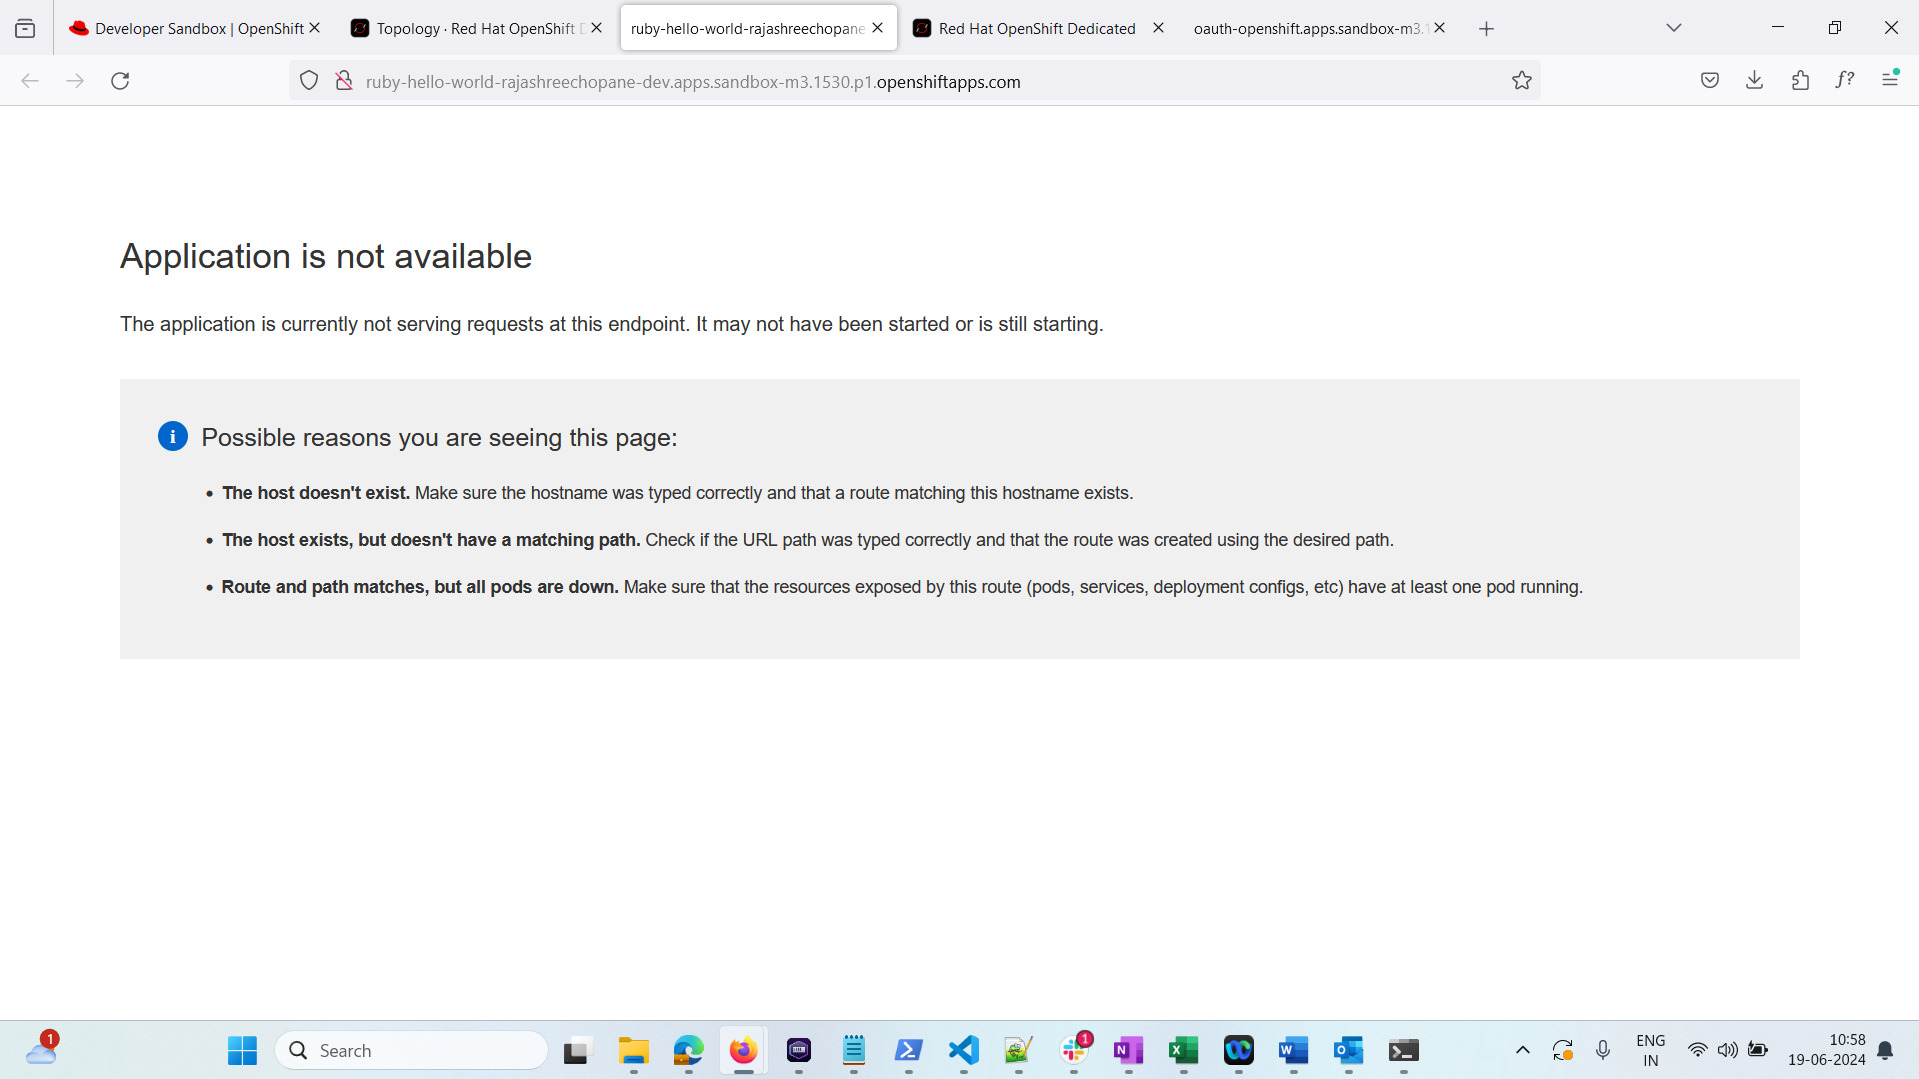 Developer Sandbox | OpenShift
Topology · Red Hat OpenShift D
ruby-hello-world-rajashreechopane
Red Hat OpenShift Dedicated
oauth-openshift.apps.sandbox-m3.1
ruby-hello-world-rajashreechopane-dev.apps.sandbox-m3.1530.p1.openshiftapps.com
f?
Application is not available
The application is currently not serving requests at this endpoint. It may not have been started or is still starting.
i Possible reasons you are seeing this page:
• The host doesn't exist. Make sure the hostname was typed correctly and that a route matching this hostname exists.
• The host exists, but doesn't have a matching path. Check if the URL path was typed correctly and that the route was created using the desired path.
• Route and path matches, but all pods are down. Make sure that the resources exposed by this route (pods, services, deployment configs, etc) have at least one pod running.
1
Search
1
N
X
W
O
ENG
IN
10:58
19-06-2024